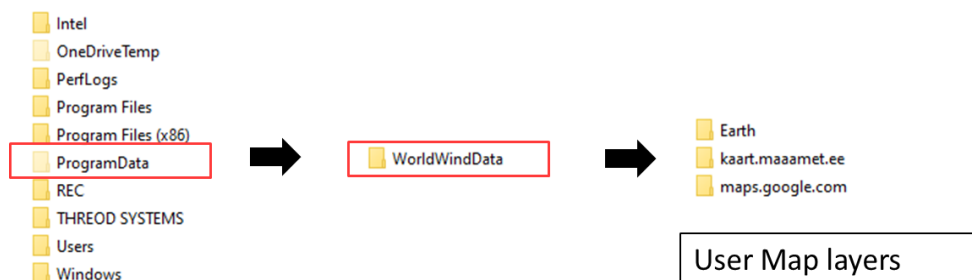 Intel
OneDriveTemp
PerfLogs
Program Files
Program Files (x86)
ProgramData
REC
THREOD SYSTEMS
Users
Windows
WorldWindData
Earth
kaart.maaamet.ee
maps.google.com
User Map layers